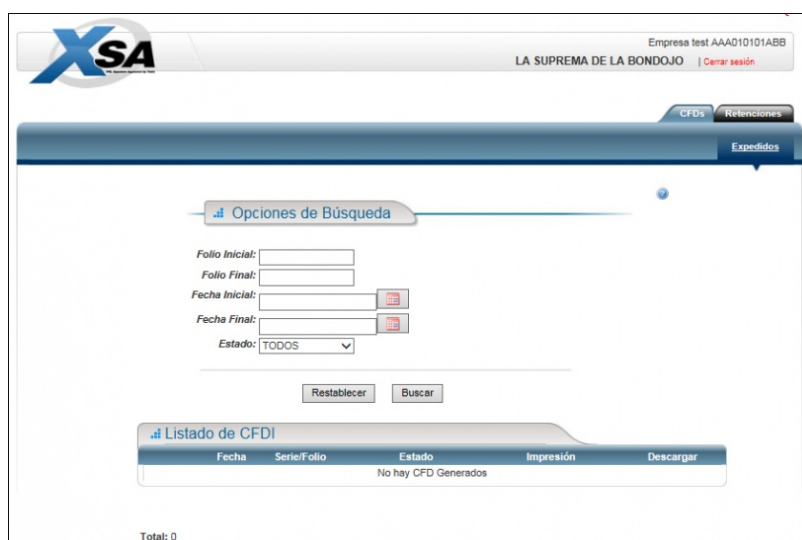 XSA
Empresa test AAA010101ABB
LA SUPREMA DE LA BONDOJO | Cerrar sesión
CFDs Retenciones
Expedidos
Opciones de Búsqueda
Folio Inicial:
Folio Final:
Fecha Inicial:
Fecha Final:
Estado: TODOS
Restablecer Buscar
Listado de CFDI
Fecha Serie/Folio Estado Impresión Descargar
No hay CFD Generados
Total: 0